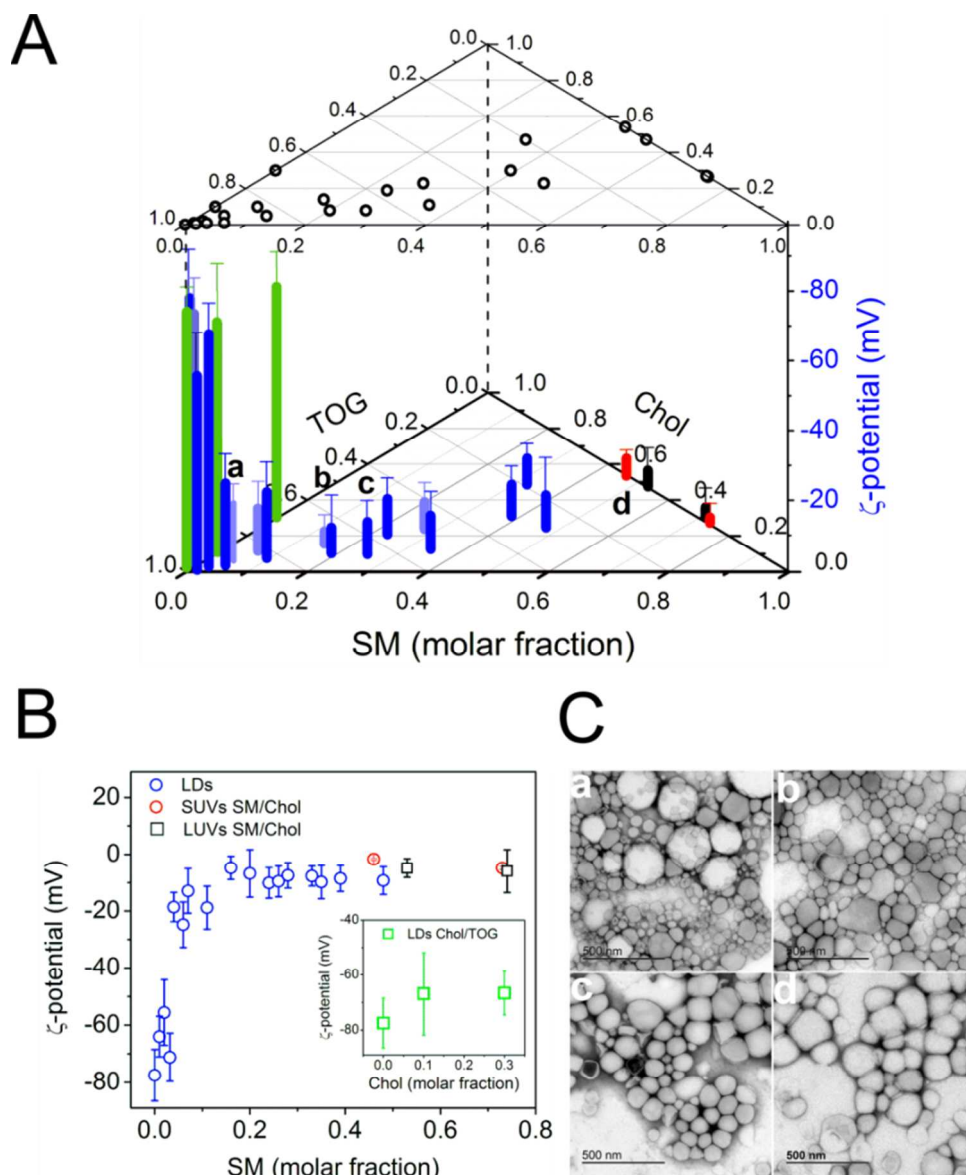 A
0.0 1.0
0.2 0.8
0.4 0.6
0.6 0.4
0.8 0.2
1.0 0.0
0.0 0.2 0.4 0.6 0.8 1.0
-80
-60
-40
-20
0.0
ζ-potential (mV)
TOG
Chol
0.0 1.0
0.2 0.8
0.4 0.6
0.6 0.4
0.2
1.0
a
b
c
d
0.0 0.2 0.4 0.6 0.8 1.0
SM (molar fraction)
B
ζ-potential (mV)
20
0
-20
-40
-60
-80
LDs
SUVs SM/Chol
LUVs SM/Chol
ζ-potential (mV)
-40
-60
-80
LDs Chol/TOG
0.0 0.1 0.2 0.3
Chol (molar fraction)
0.0 0.2 0.4 0.6 0.8
SM (molar fraction)
C
a
500 nm
b
500 nm
c
500 nm
d
500 nm